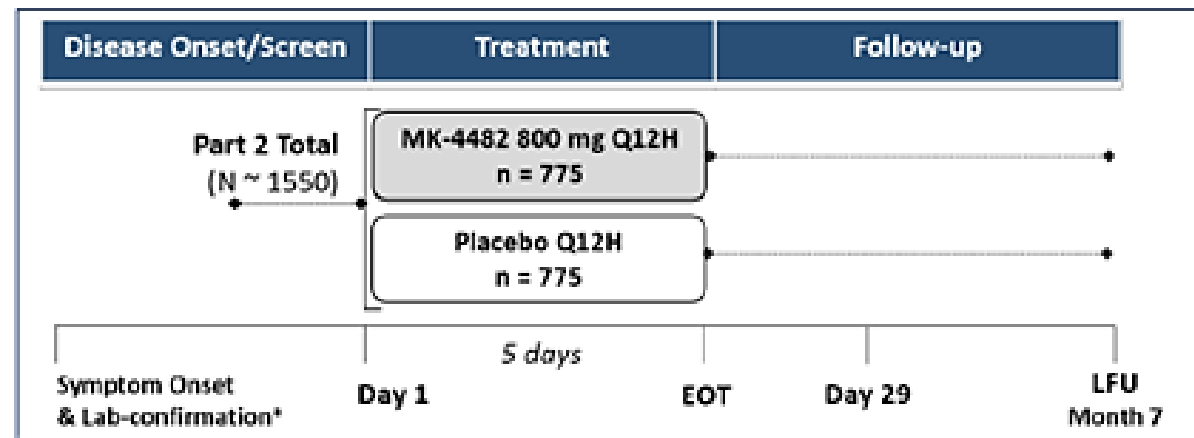 Disease Onset/Screen
Treatment
Follow-up
Part 2 Total
(N ~ 1550)
MK-4482 800 mg Q12H
n = 775
Placebo Q12H
n = 775
5 days
Symptom Onset
& Lab-confirmation*
Day 1
EOT
Day 29
LFU
Month 7